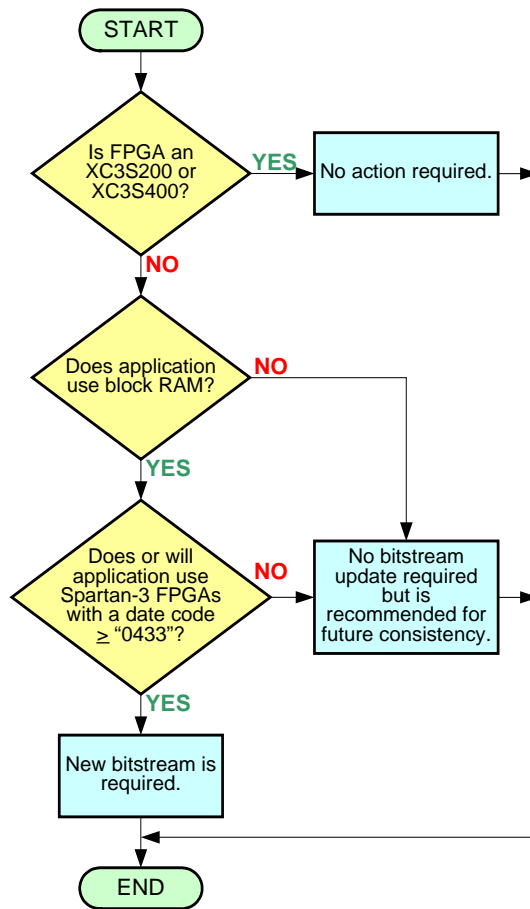 START
Is FPGA an
XC3S200 or
XC3S400?
YES
No action required.
NO
Does application
use block RAM?
NO
YES
Does or will
application use
Spartan-3 FPGAs
with a date code
≥ “0433”?
NO
No bitstream
update required
but is
recommended for
future consistency.
YES
New bitstream is
required.
END